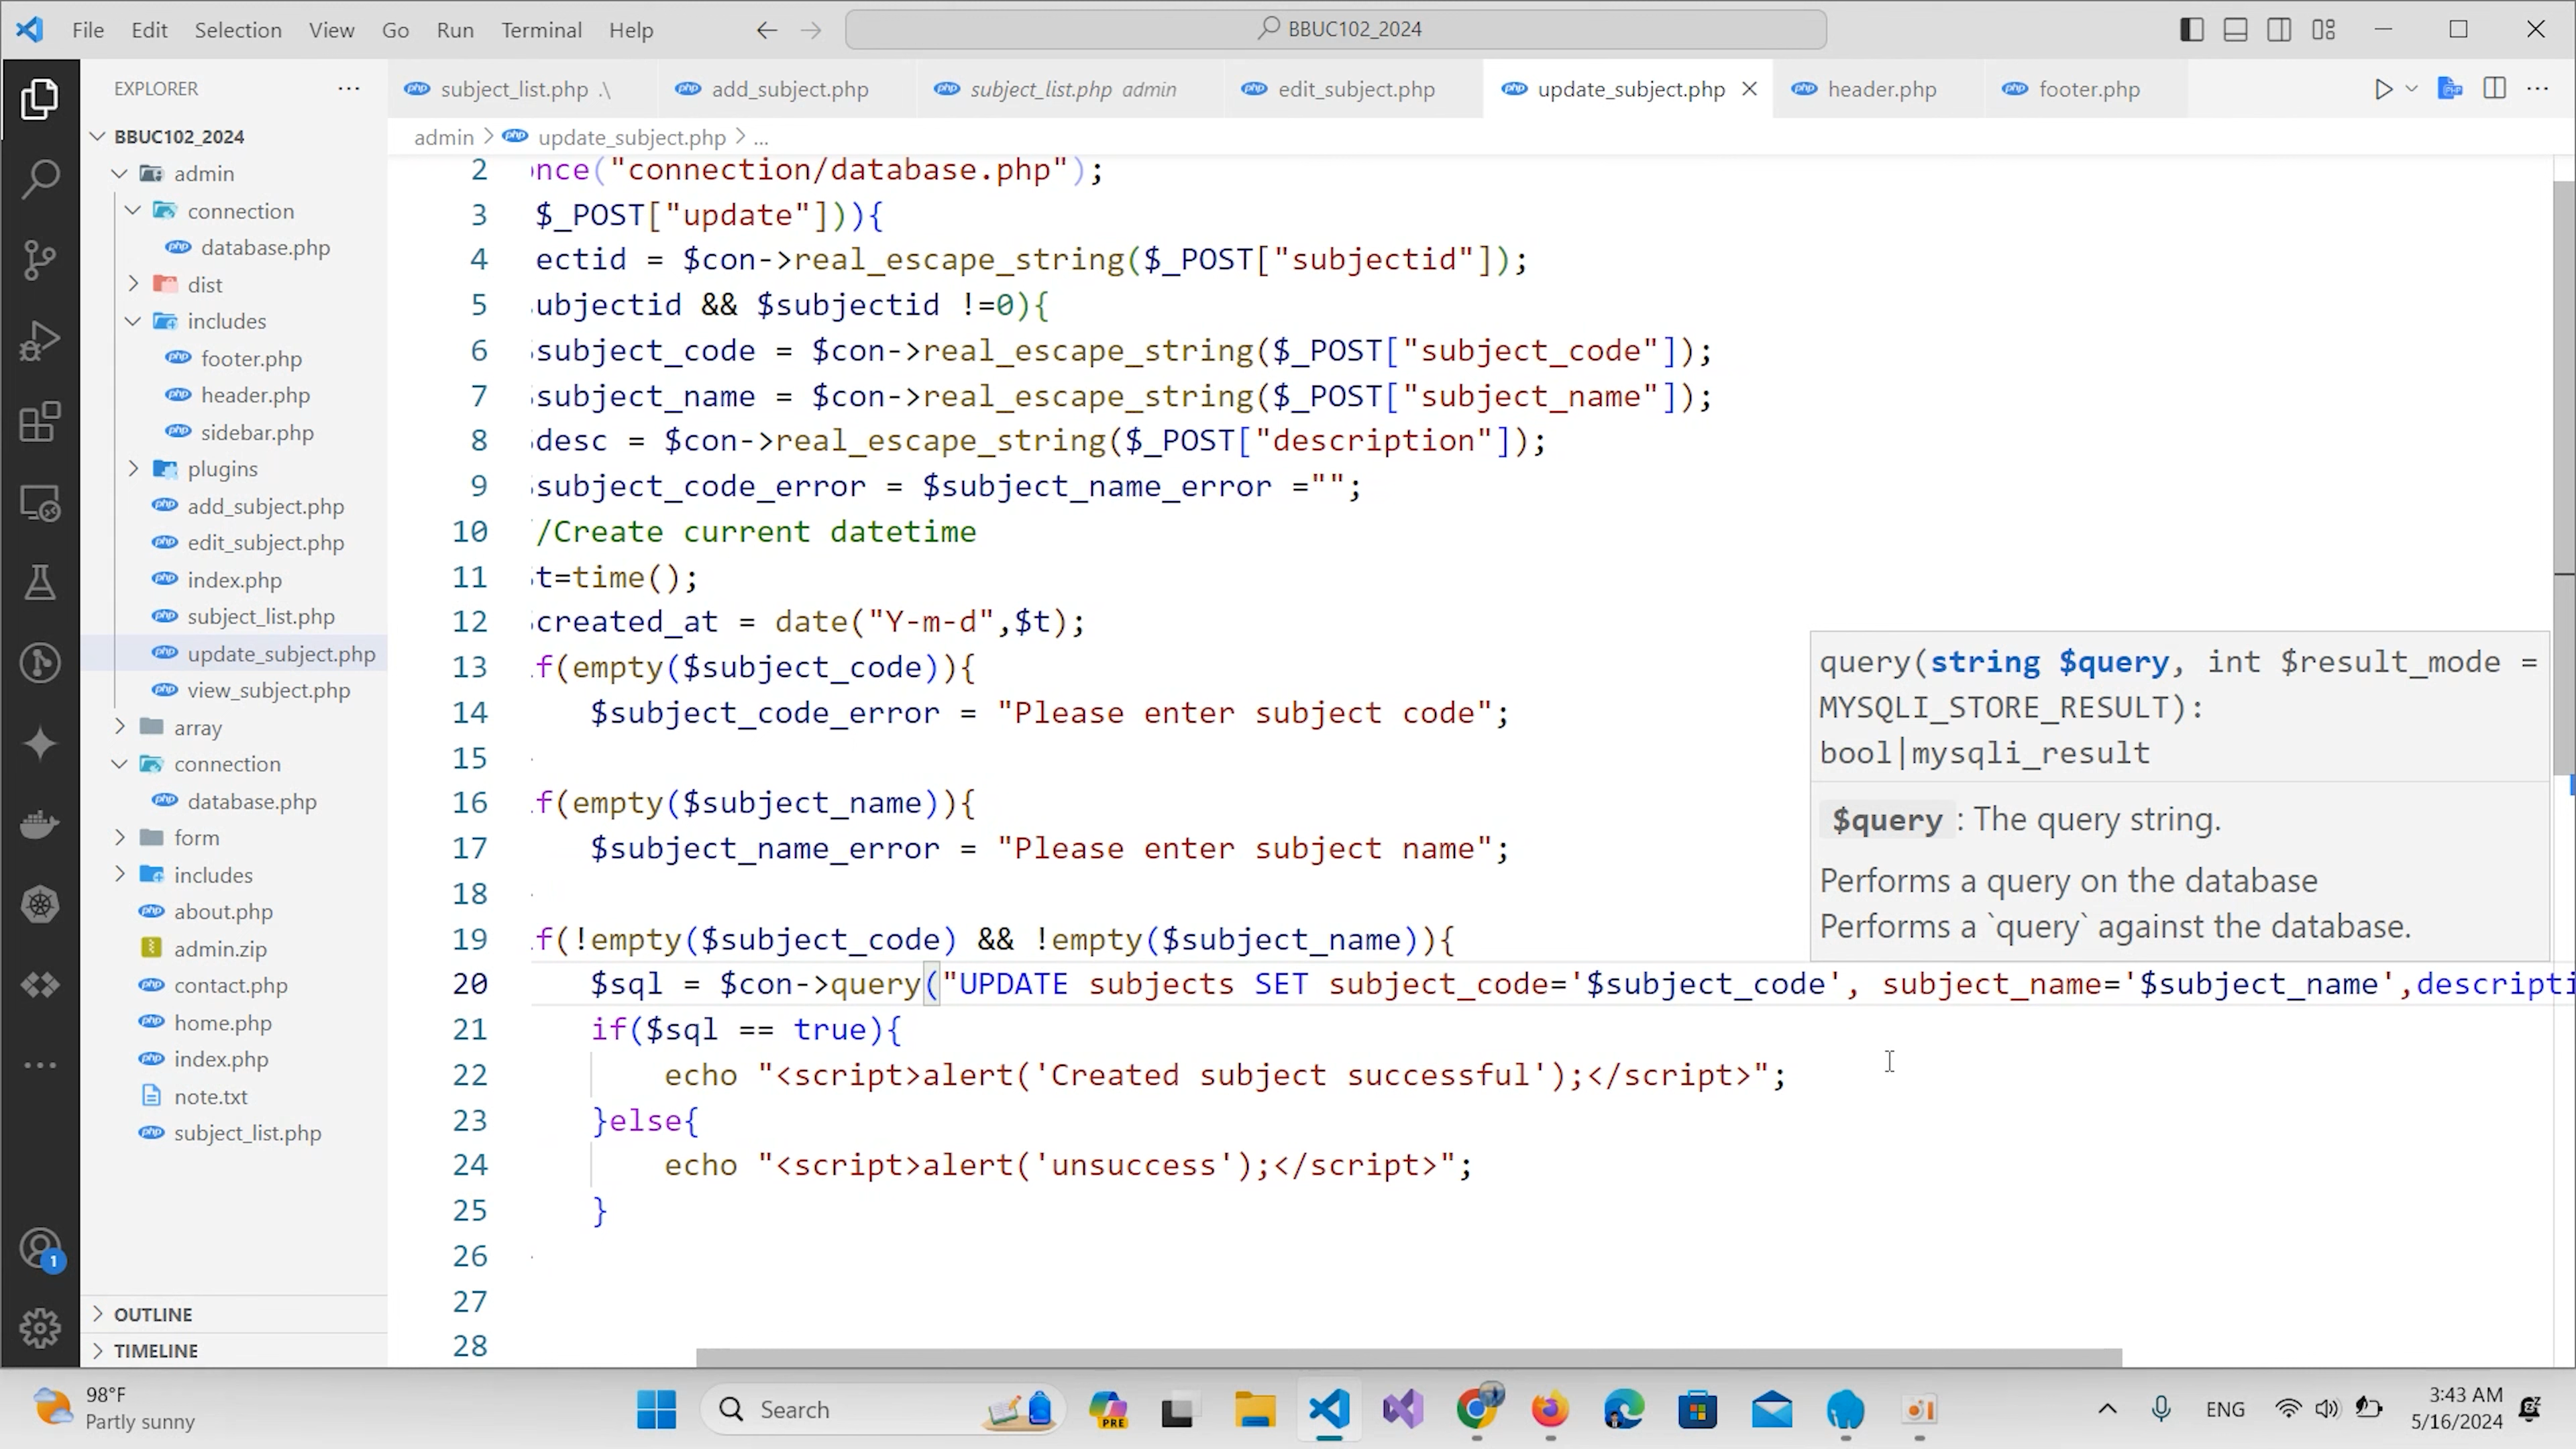 File Edit Selection View Go Run Terminal Help
BBUC102_2024
EXPLORER
subject_list.php .\
add_subject.php
subject_list.php admin
edit_subject.php
update_subject.php
header.php
footer.php
admin > update_subject.php > ...
BBUC102_2024
admin
connection
database.php
dist
includes
footer.php
header.php
sidebar.php
plugins
add_subject.php
edit_subject.php
index.php
subject_list.php
update_subject.php
view_subject.php
array
connection
database.php
form
includes
about.php
admin.zip
contact.php
home.php
index.php
note.txt
subject_list.php
OUTLINE
TIMELINE
1
2 once("connection/database.php");
3 $_POST["update"])){
4 ectid = $con->real_escape_string($_POST["subjectid"]);
5 ubjectid && $subjectid !=0){
6 $subject_code = $con->real_escape_string($_POST["subject_code"]);
7 $subject_name = $con->real_escape_string($_POST["subject_name"]);
8 $desc = $con->real_escape_string($_POST["description"]);
9 $subject_code_error = $subject_name_error ="";
10 /Create current datetime
11 $t=time();
12 $created_at = date("Y-m-d",$t);
13 if(empty($subject_code)){
14 $subject_code_error = "Please enter subject code";
15
16 if(empty($subject_name)){
17 $subject_name_error = "Please enter subject name";
18
19 if(!empty($subject_code) && !empty($subject_name)){
20 $sql = $con->query("UPDATE subjects SET subject_code='$subject_code', subject_name='$subject_name',descripti
21 if($sql == true){
22 echo "<script>alert('Created subject successful');</script>";
23 }else{
24 echo "<script>alert('unsuccess');</script>";
25 }
26
27
28
query(string $query, int $result_mode =
MYSQLI_STORE_RESULT):
bool|mysqli_result
$query : The query string.
Performs a query on the database
Performs a `query` against the database.
98°F
Partly sunny
Search
PRE
ENG
3:43 AM
5/16/2024